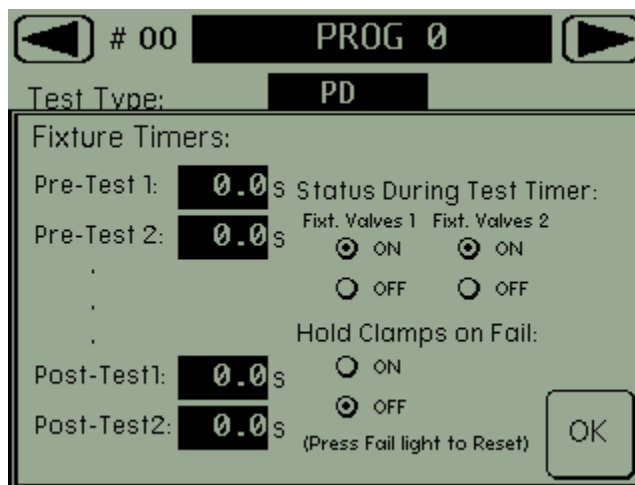 # 00 PROG 0
Test Type: PD
Fixture Timers:
Pre-Test 1: 0.0 s
Status During Test Timer:
Fixt. Valves 1 Fixt. Valves 2
Pre-Test 2: 0.0 s
ON ON
OFF OFF
Hold Clamps on Fail:
ON
Post-Test1: 0.0 s
OFF
Post-Test2: 0.0 s
(Press Fail light to Reset)
OK